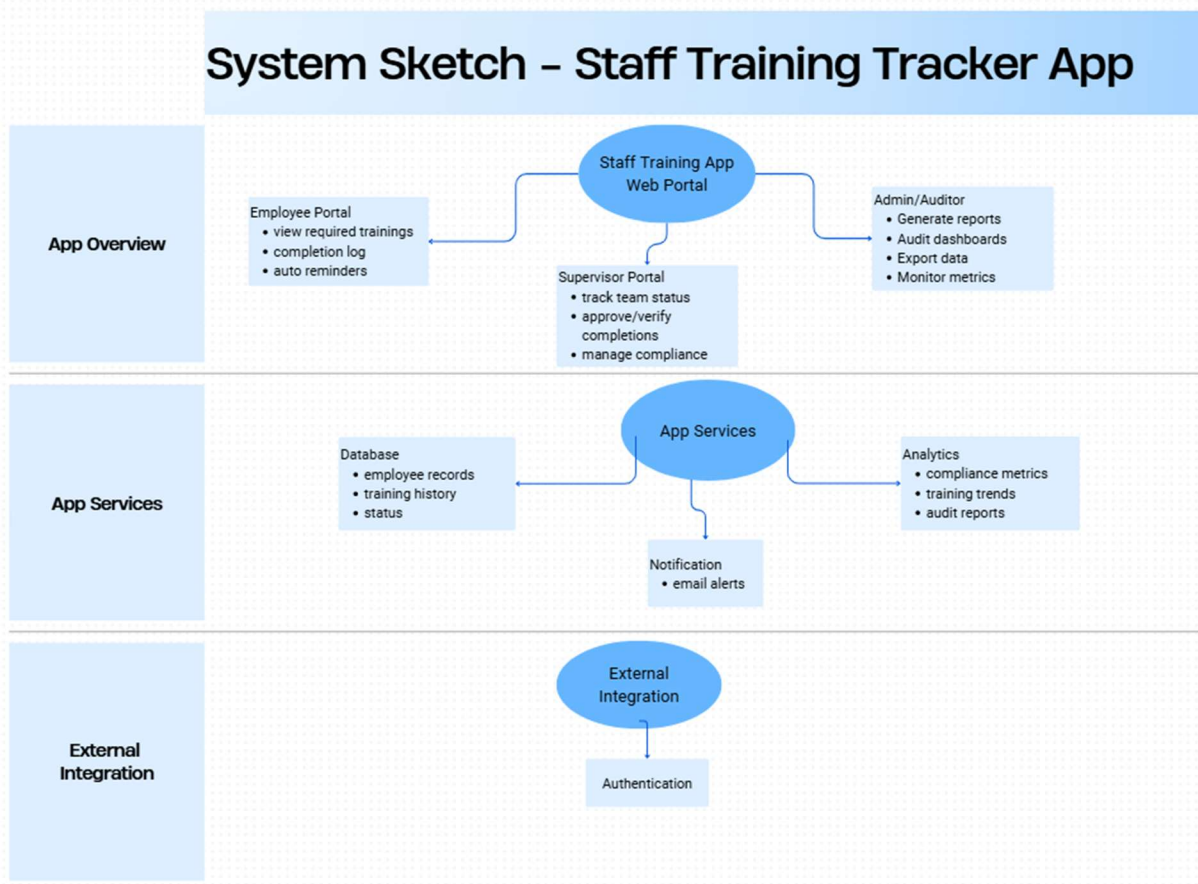 System Sketch – Staff Training Tracker App
App Overview
Staff Training App
Web Portal
Employee Portal
• view required trainings
• completion log
• auto reminders
Supervisor Portal
• track team status
• approve/verify
completions
• manage compliance
Admin/Auditor
• Generate reports
• Audit dashboards
• Export data
• Monitor metrics
App Services
App Services
Database
• employee records
• training history
• status
Notification
• email alerts
Analytics
• compliance metrics
• training trends
• audit reports
External
Integration
External
Integration
Authentication